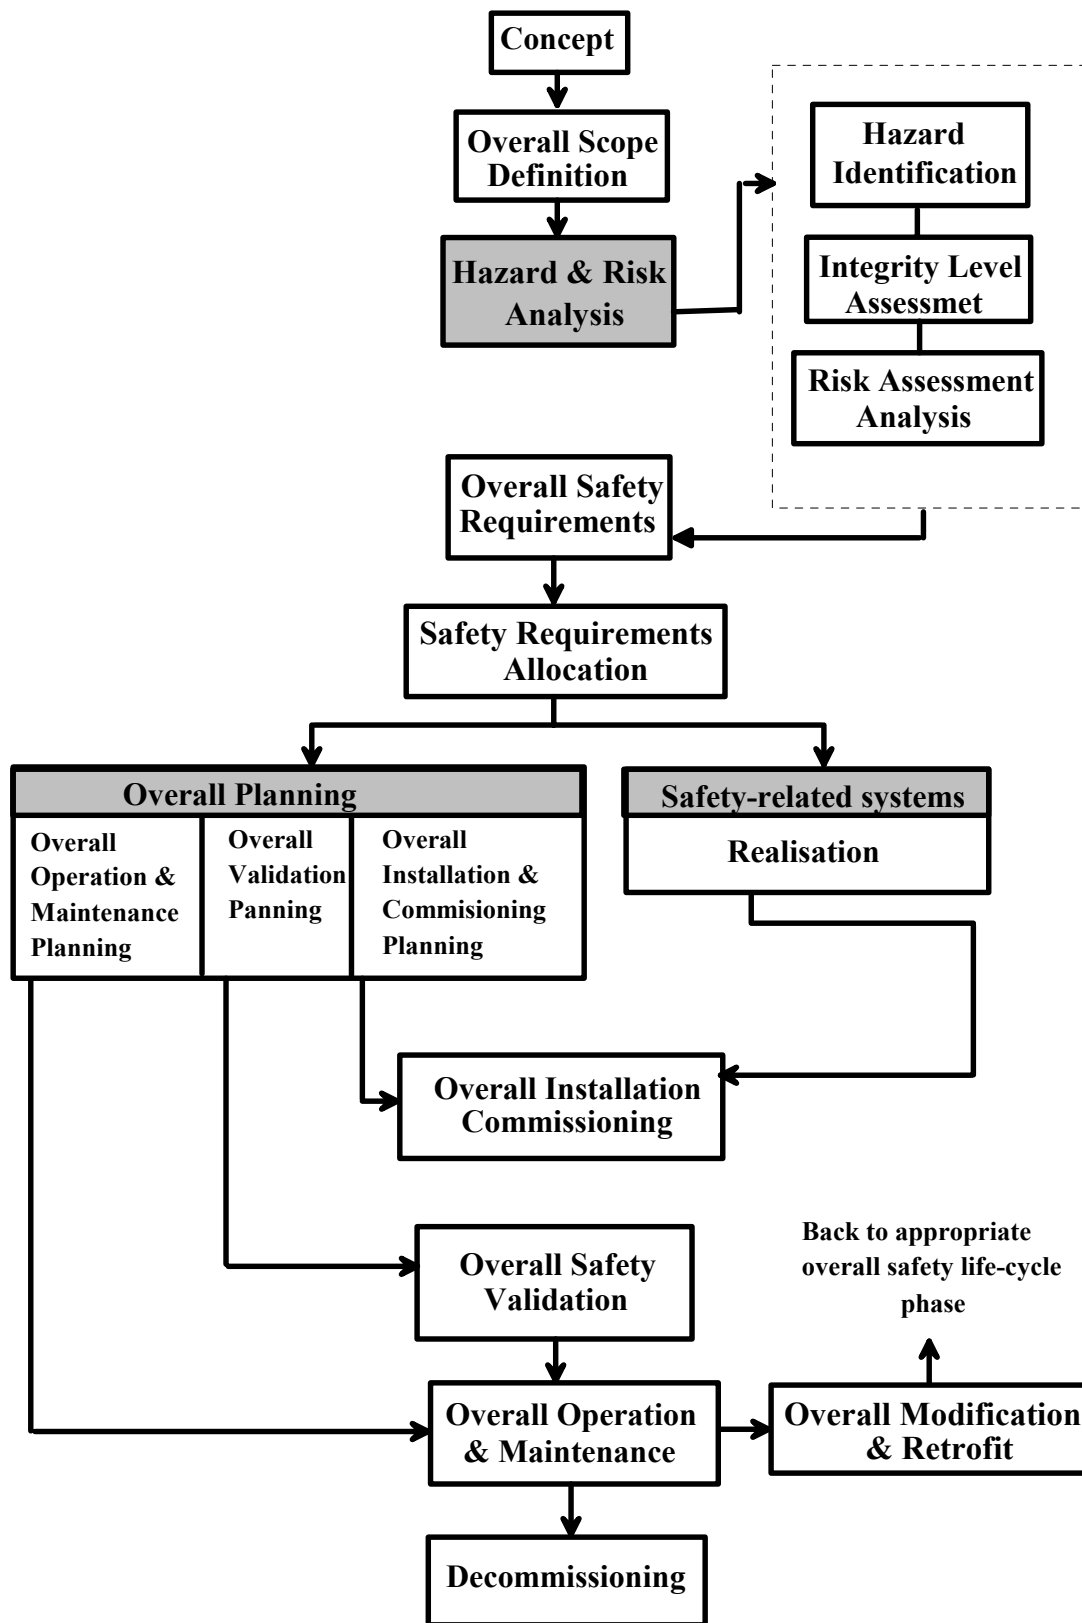 Concept
Overall Scope
Definition
Hazard & Risk
Analysis
Hazard
Identification
Integrity Level
Assessmet
Risk Assessment
Analysis
Overall Safety
Requirements
Safety Requirements
Allocation
Overall Planning
Overall
Operation &
Maintenance
Planning
Overall
Validation
Panning
Overall
Installation &
Commisioning
Planning
Safety-related systems
Realisation
Overall Installation
Commissioning
Overall Safety
Validation
Back to appropriate
overall safety life-cycle
phase
Overall Operation
& Maintenance
Overall Modification
& Retrofit
Decommissioning